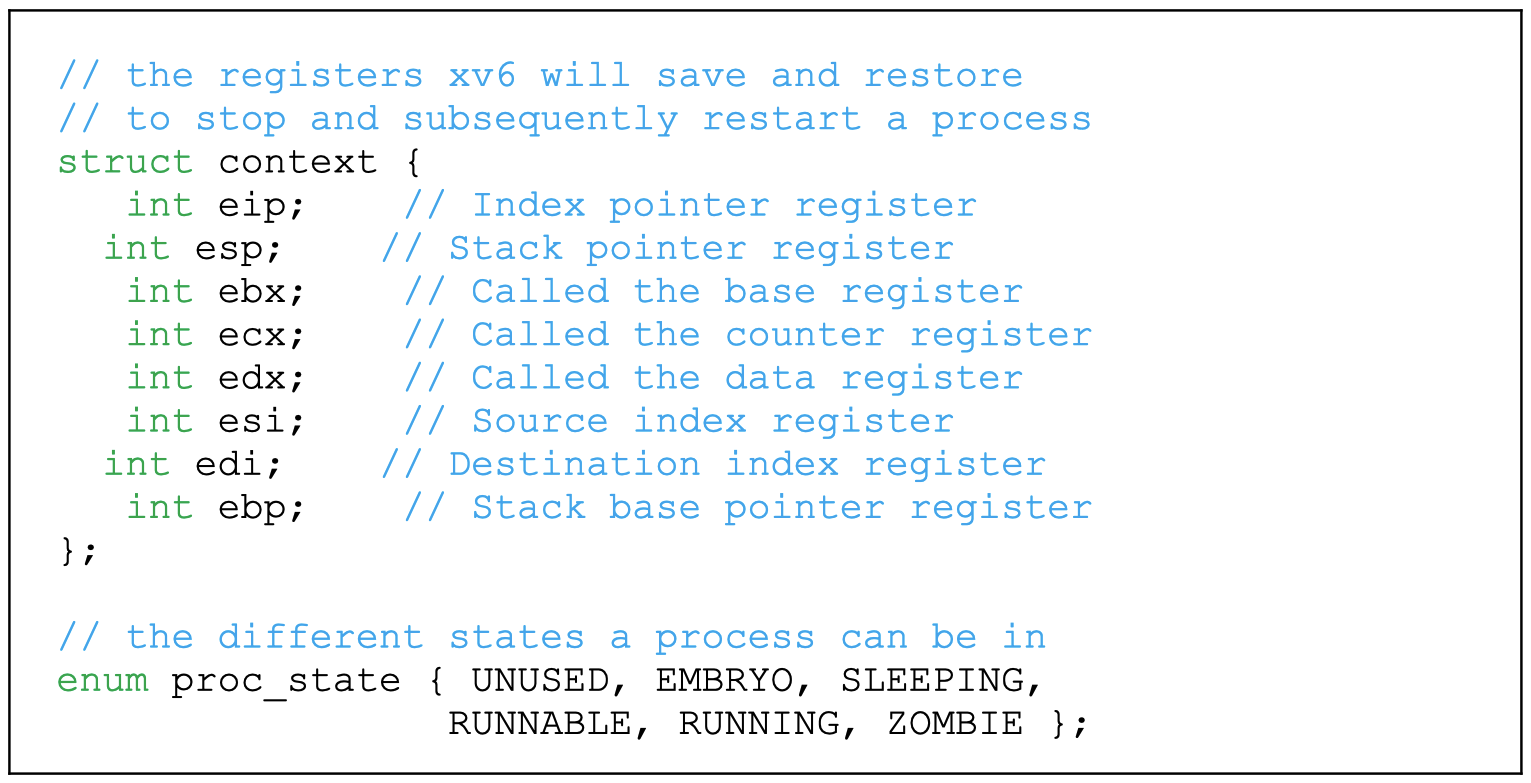 // the registers xv6 will save and restore
// to stop and subsequently restart a process
struct context {
   int eip;    // Index pointer register
  int esp;    // Stack pointer register
   int ebx;    // Called the base register
   int ecx;    // Called the counter register
   int edx;    // Called the data register
   int esi;    // Source index register
  int edi;    // Destination index register
   int ebp;    // Stack base pointer register
};

// the different states a process can be in
enum proc_state { UNUSED, EMBRYO, SLEEPING,
                 RUNNABLE, RUNNING, ZOMBIE };